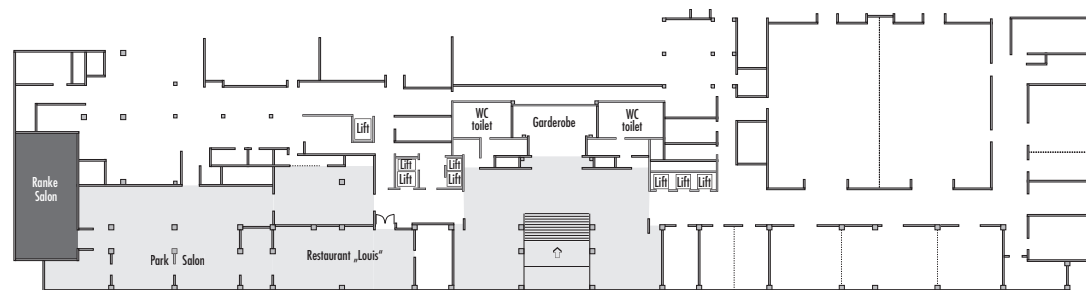 WC
toilet
Garderobe
WC
toilet
Lift
Lift
Lift
Lift
Lift
Lift
Lift
Lift
Ranke
Salon
Park Salon
Restaurant „Louis“